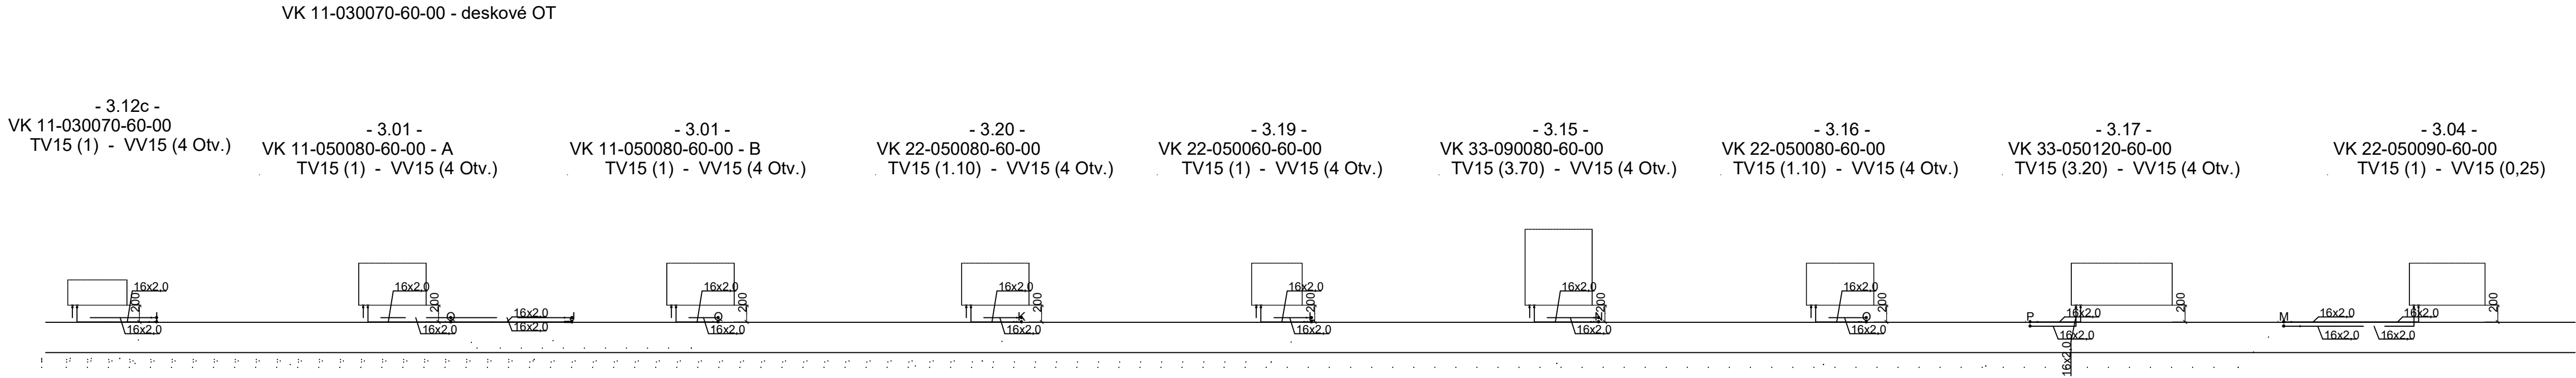 VK 11-030070-60-00 - deskové OT
- 3.12c -
VK 11-030070-60-00
TV15 (1) - VV15 (4 Otv.)
- 3.01 -
VK 11-050080-60-00 - A
TV15 (1) - VV15 (4 Otv.)
- 3.01 -
VK 11-050080-60-00 - B
TV15 (1) - VV15 (4 Otv.)
- 3.20 -
VK 22-050080-60-00
TV15 (1.10) - VV15 (4 Otv.)
- 3.19 -
VK 22-050060-60-00
TV15 (1) - VV15 (4 Otv.)
- 3.15 -
VK 33-090080-60-00
TV15 (3.70) - VV15 (4 Otv.)
- 3.16 -
VK 22-050080-60-00
TV15 (1.10) - VV15 (4 Otv.)
- 3.17 -
VK 33-050120-60-00
TV15 (3.20) - VV15 (4 Otv.)
- 3.04 -
VK 22-050090-60-00
TV15 (1) - VV15 (0,25)
16x2,0
200
16x2,0
16x2,0
200
O
16x2,0
16x2,0
J
16x2,0
16x2,0
200
O
16x2,0
16x2,0
200
K
16x2,0
16x2,0
200
16x2,0
16x2,0
200
16x2,0
16x2,0
200
O
16x2,0
P
16x2,0
200
16x2,0
16x2,0
M
16x2,0
16x2,0
16x2,0
200
16x2,0